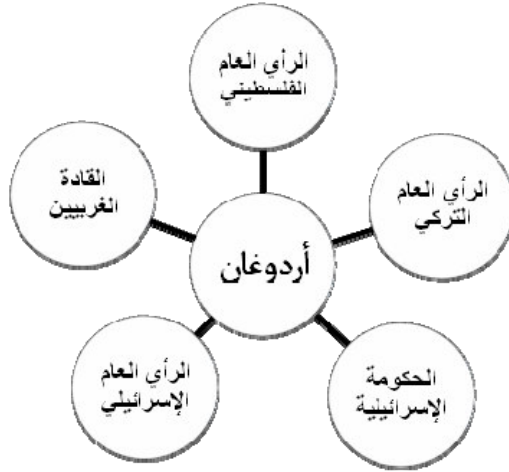 الرأي العام
الفلسطيني
القادة
الغربيين
الرأي العام
التركي
أردوغان
الرأي العام
الإسرائيلي
الحكومة
الإسرائيلية